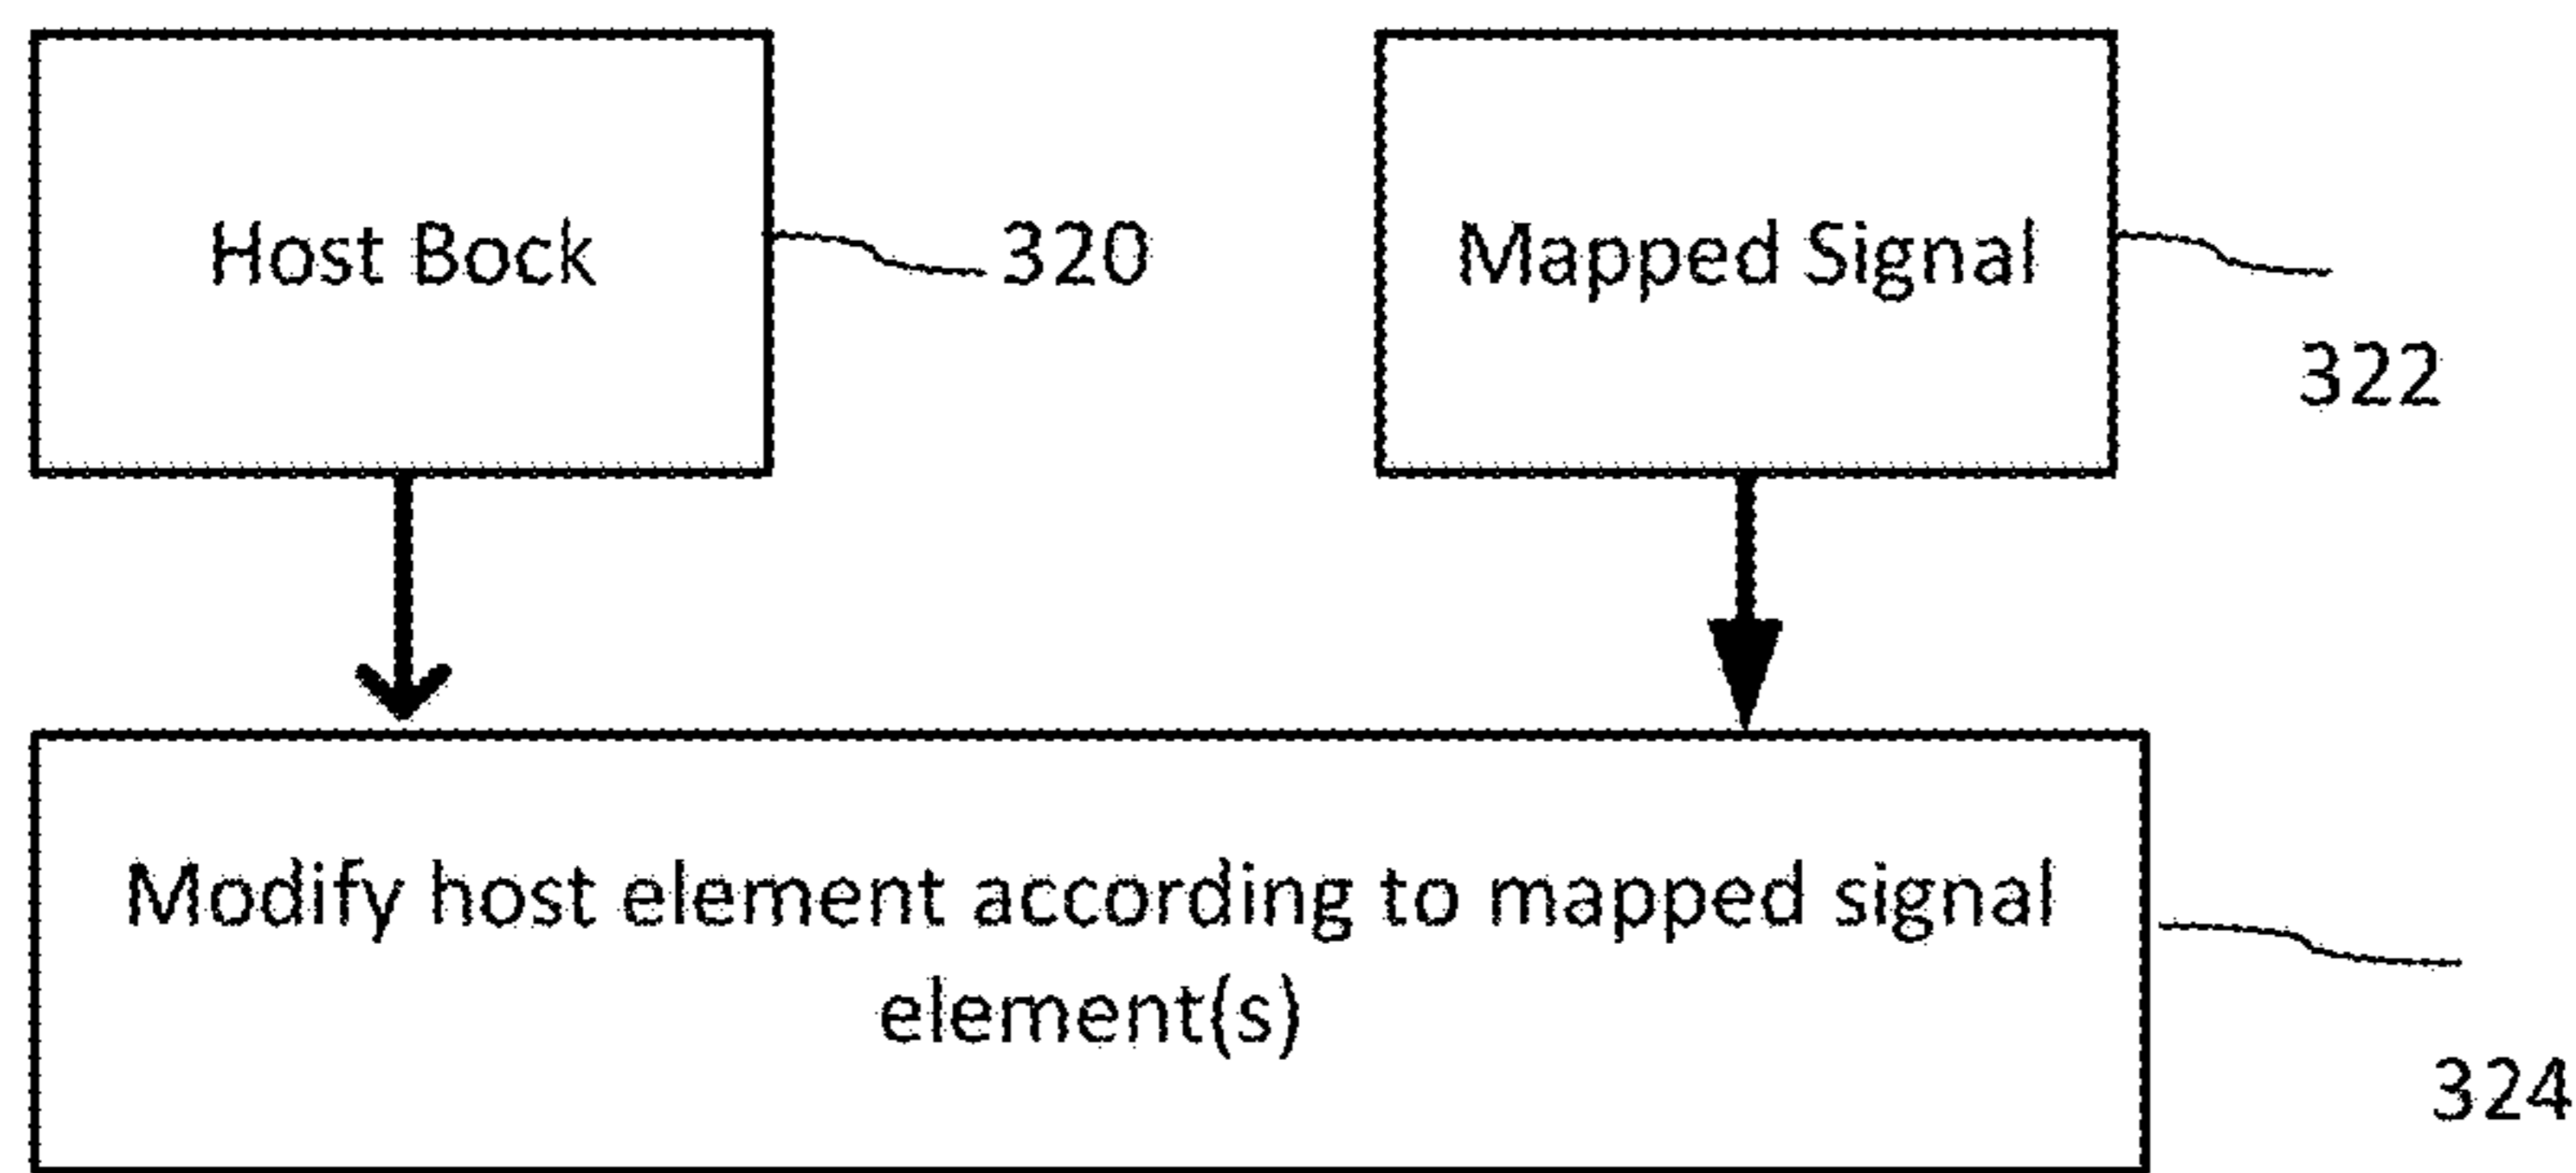 Host Bock
320
Mapped Signal
322
Modify host element according to mapped signal
element(s)
324